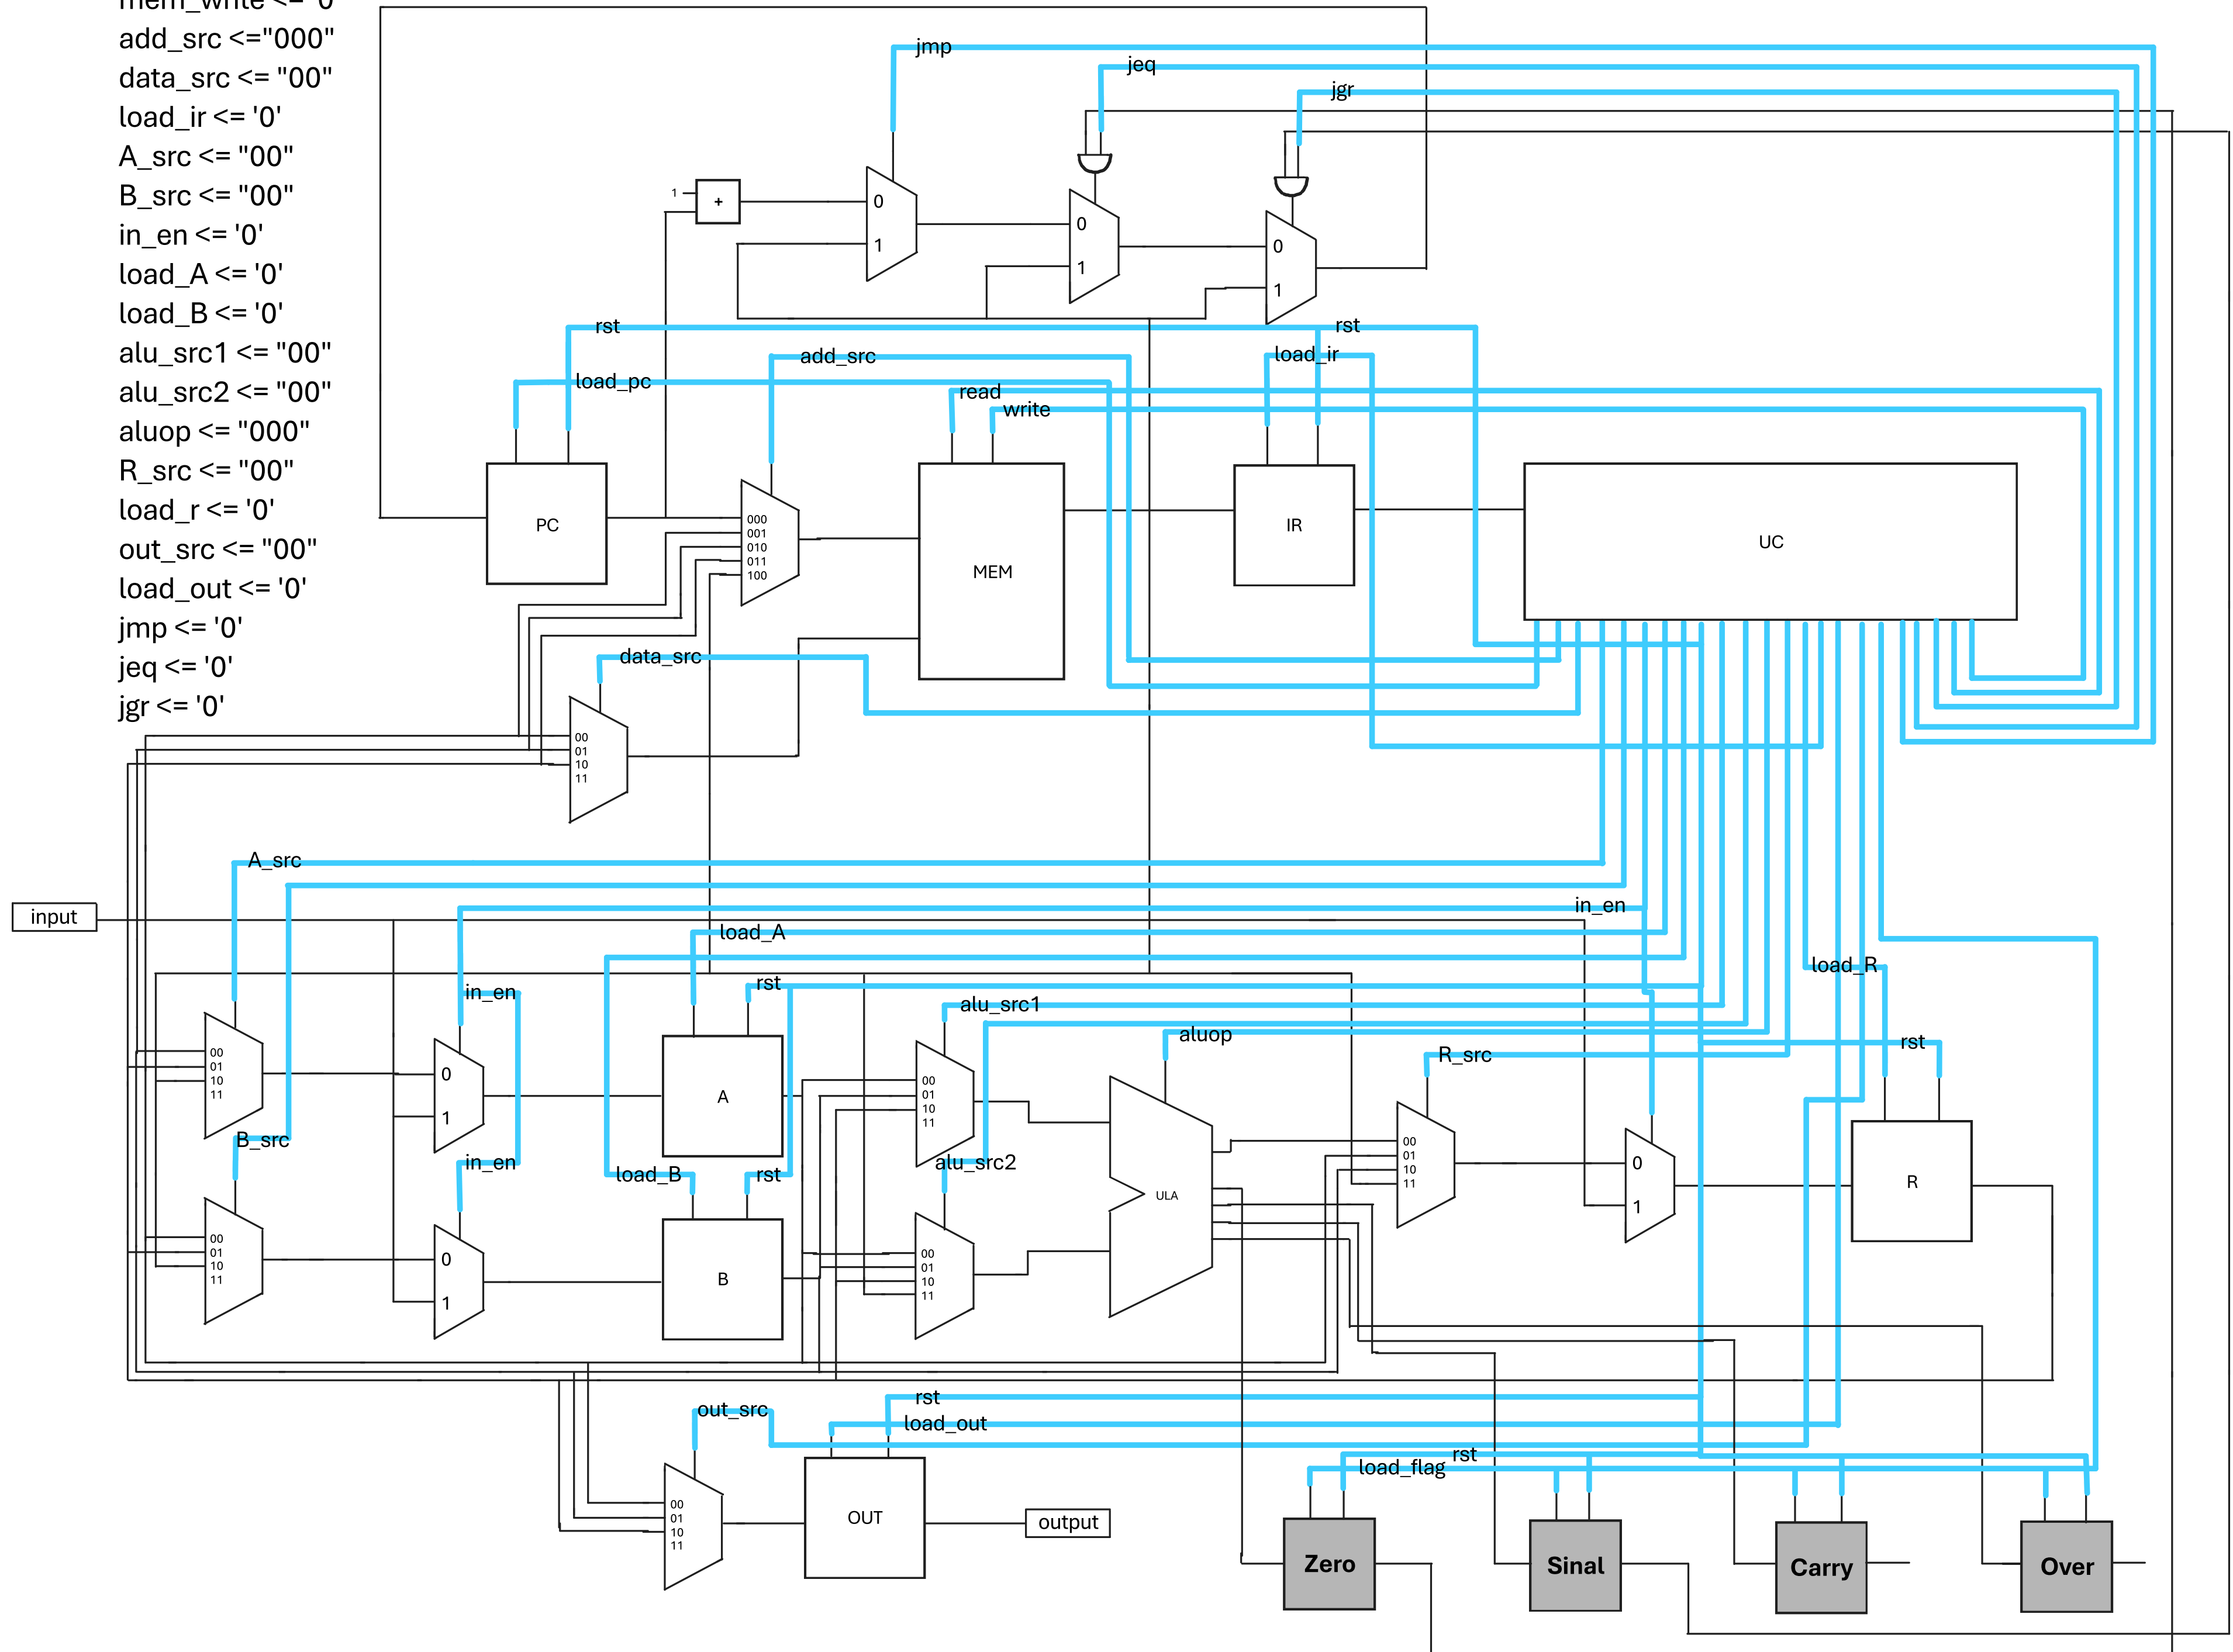 mem_write <= '0'
add_src <="000"
data_src <= "00"
load_ir <= '0'
A_src <= "00"
B_src <= "00"
in_en <= '0'
load_A <= '0'
load_B <= '0'
alu_src1 <= "00"
alu_src2 <= "00"
aluop <= "000"
R_src <= "00"
load_r <= '0'
out_src <= "00"
load_out <= '0'
jmp <= '0'
jeq <= '0'
jgr <= '0'
jmp
jeq
jgr
1
+
0
1
0
1
0
1
rst
rst
add_src
load_ir
load_pc
read
write
PC
000
001
010
011
100
MEM
IR
UC
data_src
00
01
10
11
A_src
input
in_en
load_A
load_R
in_en
rst
alu_src1
aluop
rst
R_src
00
01
10
11
0
1
A
00
01
10
11
B_src
in_en
load_B
rst
alu_src2
ULA
00
01
10
11
0
1
R
00
01
10
11
0
1
B
00
01
10
11
rst
out_src
load_out
rst
load_flag
00
01
10
11
OUT
output
Zero
Sinal
Carry
Over